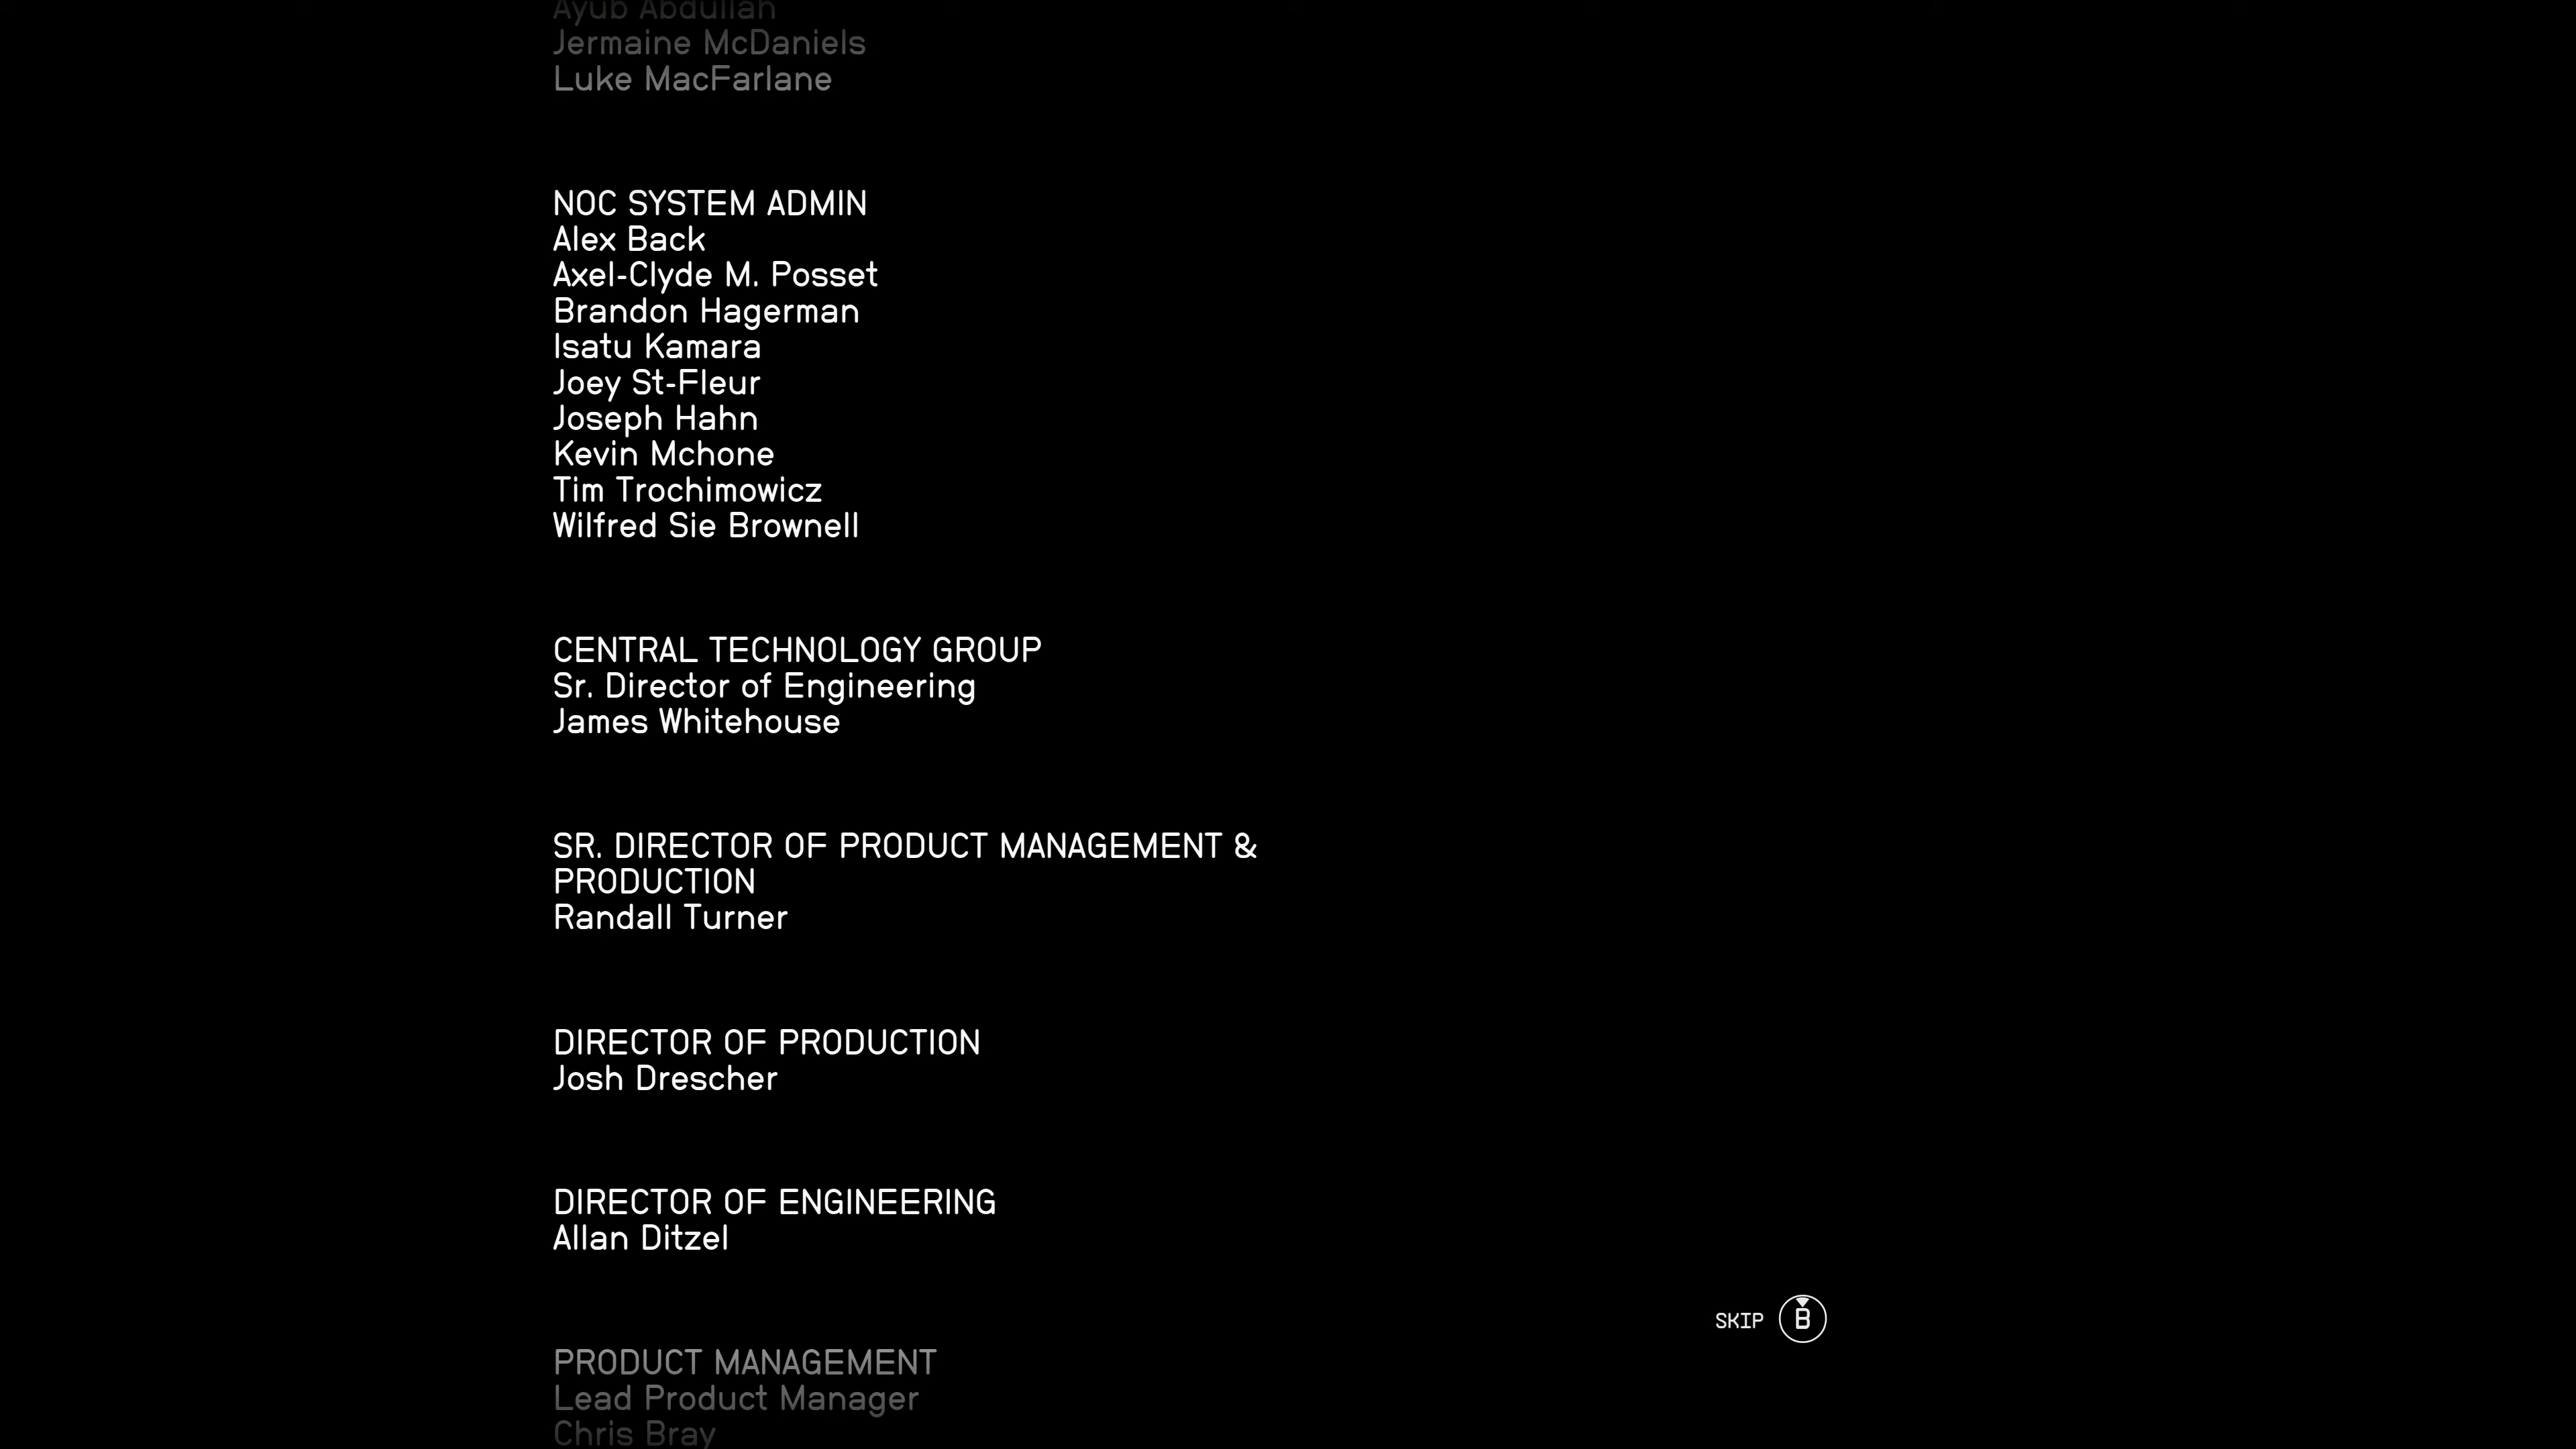 Ayub Abdullah
Jermaine McDaniels
Luke MacFarlane
NOC SYSTEM ADMIN
Alex Back
Axel-Clyde M. Posset
Brandon Hagerman
Isatu Kamara
Joey St-Fleur
Joseph Hahn
Kevin Mchone
Tim Trochimowicz
Wilfred Sie Brownell
CENTRAL TECHNOLOGY GROUP
Sr. Director of Engineering
James Whitehouse
SR. DIRECTOR OF PRODUCT MANAGEMENT &
PRODUCTION
Randall Turner
DIRECTOR OF PRODUCTION
Josh Drescher
DIRECTOR OF ENGINEERING
Allan Ditzel
SKIP B
PRODUCT MANAGEMENT
Lead Product Manager
Chris Bray